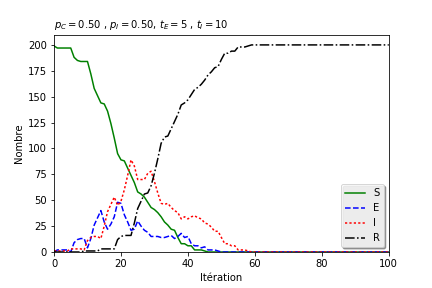 p_C = 0.50 , p_I = 0.50, t_E = 5 , t_I = 10
200
175
150
125
100
75
50
25
0
Nombre
0 20 40 60 80 100
Itération
S
E
I
R